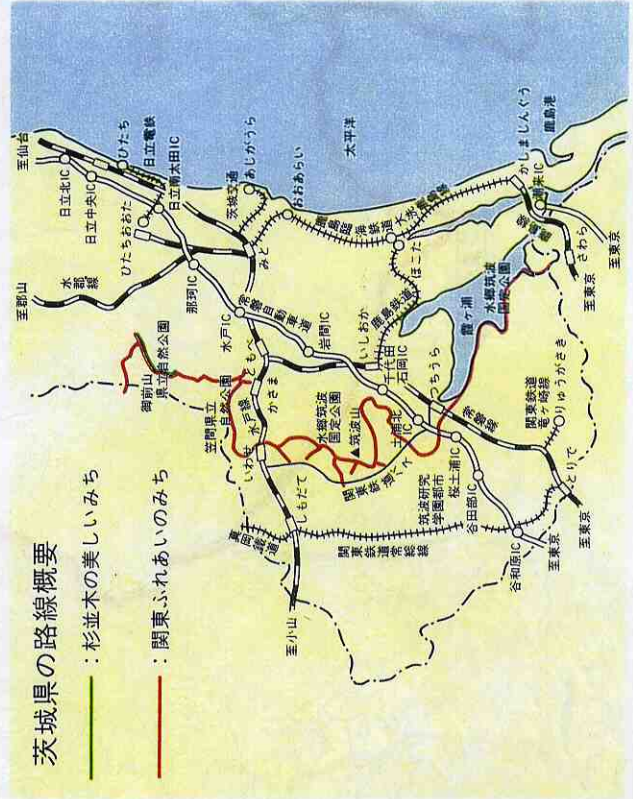 茨城県の路線概要
：杉並木の美しいみち
：関東ふれあいのみち
至仙台
日立北IC
日立中央IC
ひたち
日立電鉄
日立南太田IC
ひたちおおた
至郡山
水郡線
那珂IC
茨城交通
あじがうら
おおあらい
みと
太平洋
水戸IC
常磐自動車道
岩間IC
鹿島臨海鉄道
大洗鹿島線
ほこた
かしまじんぐう
鹿島港
潮来IC
鹿島線
さわら
至東京
至東京
御前山
県立自然公園
笠間県立
自然公園
ともべ
かさま
水戸線
いわせ
いしおか
鹿島鉄道
千代田
石岡IC
霞ヶ浦
水郷筑波
国定公園
つちうら
水郷筑波
国定公園
筑波山
土浦北
IC
常磐線
桜土浦IC
筑波研究
学園都市
谷田部IC
しもだて
真岡鐵道
至小山
関東鉄道常総線
谷和原IC
至東京
とりで
至東京
関東鉄道
竜ヶ崎線
りゅうがさき